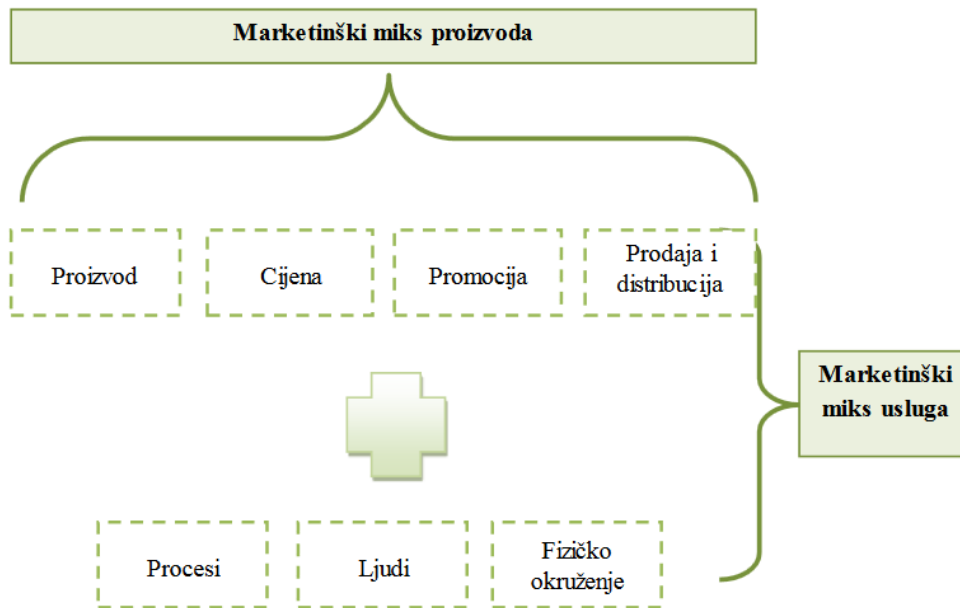 Marketinški miks proizvoda
Proizvod
Cijena
Promocija
Prodaja i
distribucija
Marketinški
miks usluga
Procesi
Ljudi
Fizičko
okruženje